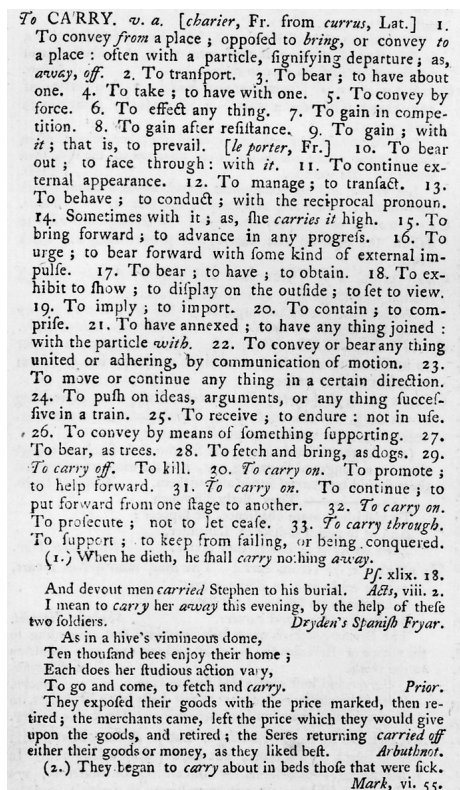 To CARRY. v. a. [charier, Fr. from currus, Lat.] 1.
To convey from a place ; oppoſed to bring, or convey to
a place : often with a particle, ſignifying departure ; as,
away, off. 2. To tranſport. 3. To bear ; to have about
one. 4. To take ; to have with one. 5. To convey by
force. 6. To effect any thing. 7. To gain in compe-
tition. 8. To gain after reſiſtance. 9. To gain ; with
it ; that is, to prevail. [le porter, Fr.] 10. To bear
out ; to face through : with it. 11. To continue ex-
ternal appearance. 12. To manage ; to tranſact. 13.
To behave ; to conduct ; with the reciprocal pronoun.
14. Sometimes with it ; as, ſhe carries it high. 15. To
bring forward ; to advance in any progreſs. 16. To
urge ; to bear forward with ſome kind of external im-
pulſe. 17. To bear ; to have ; to obtain. 18. To ex-
hibit to ſhow ; to diſplay on the outſide ; to ſet to view.
19. To imply ; to import. 20. To contain ; to com-
priſe. 21. To have annexed ; to have any thing joined :
with the particle with. 22. To convey or bear any thing
united or adhering, by communication of motion. 23.
To move or continue any thing in a certain direction.
24. To puſh on ideas, arguments, or any thing ſucceſ-
ſive in a train. 25. To receive ; to endure : not in uſe.
26. To convey by means of ſomething ſupporting. 27.
To bear, as trees. 28. To fetch and bring, as dogs. 29.
To carry off. To kill. 30. To carry on. To promote ;
to help forward. 31. To carry on. To continue ; to
put forward from one ſtage to another. 32. To carry on.
To proſecute ; not to let ceaſe. 33. To carry through.
To ſupport ; to keep from failing, or being conquered.
(1.) When he dieth, he ſhall carry nothing away.
Pſ. xlix. 18.
And devout men carried Stephen to his burial. Acts, viii. 2.
I mean to carry her away this evening, by the help of theſe
two ſoldiers. Dryden's Spaniſh Fryar.
As in a hive's vimineous dome,
Ten thouſand bees enjoy their home ;
Each does her ſtudious action vary,
To go and come, to fetch and carry. Prior.
They expoſed their goods with the price marked, then re-
tired ; the merchants came, left the price which they would give
upon the goods, and retired ; the Seres returning carried off
either their goods or money, as they liked beſt. Arbuthnot.
(2.) They began to carry about in beds thoſe that were ſick.
Mark, vi. 55.